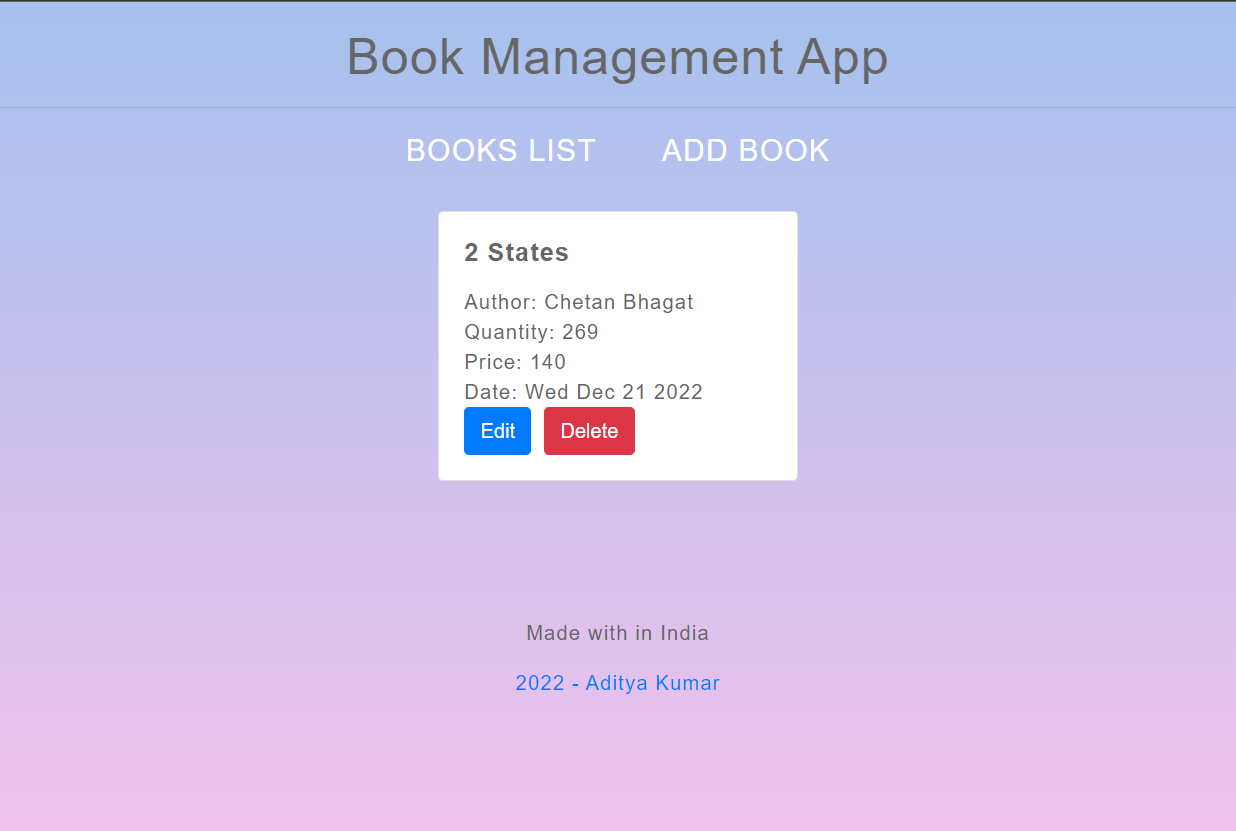 Book Management App
BOOKS LIST ADD BOOK
2 States
Author: Chetan Bhagat
Quantity: 269
Price: 140
Date: Wed Dec 21 2022
Edit Delete
Made with in India
2022 - Aditya Kumar